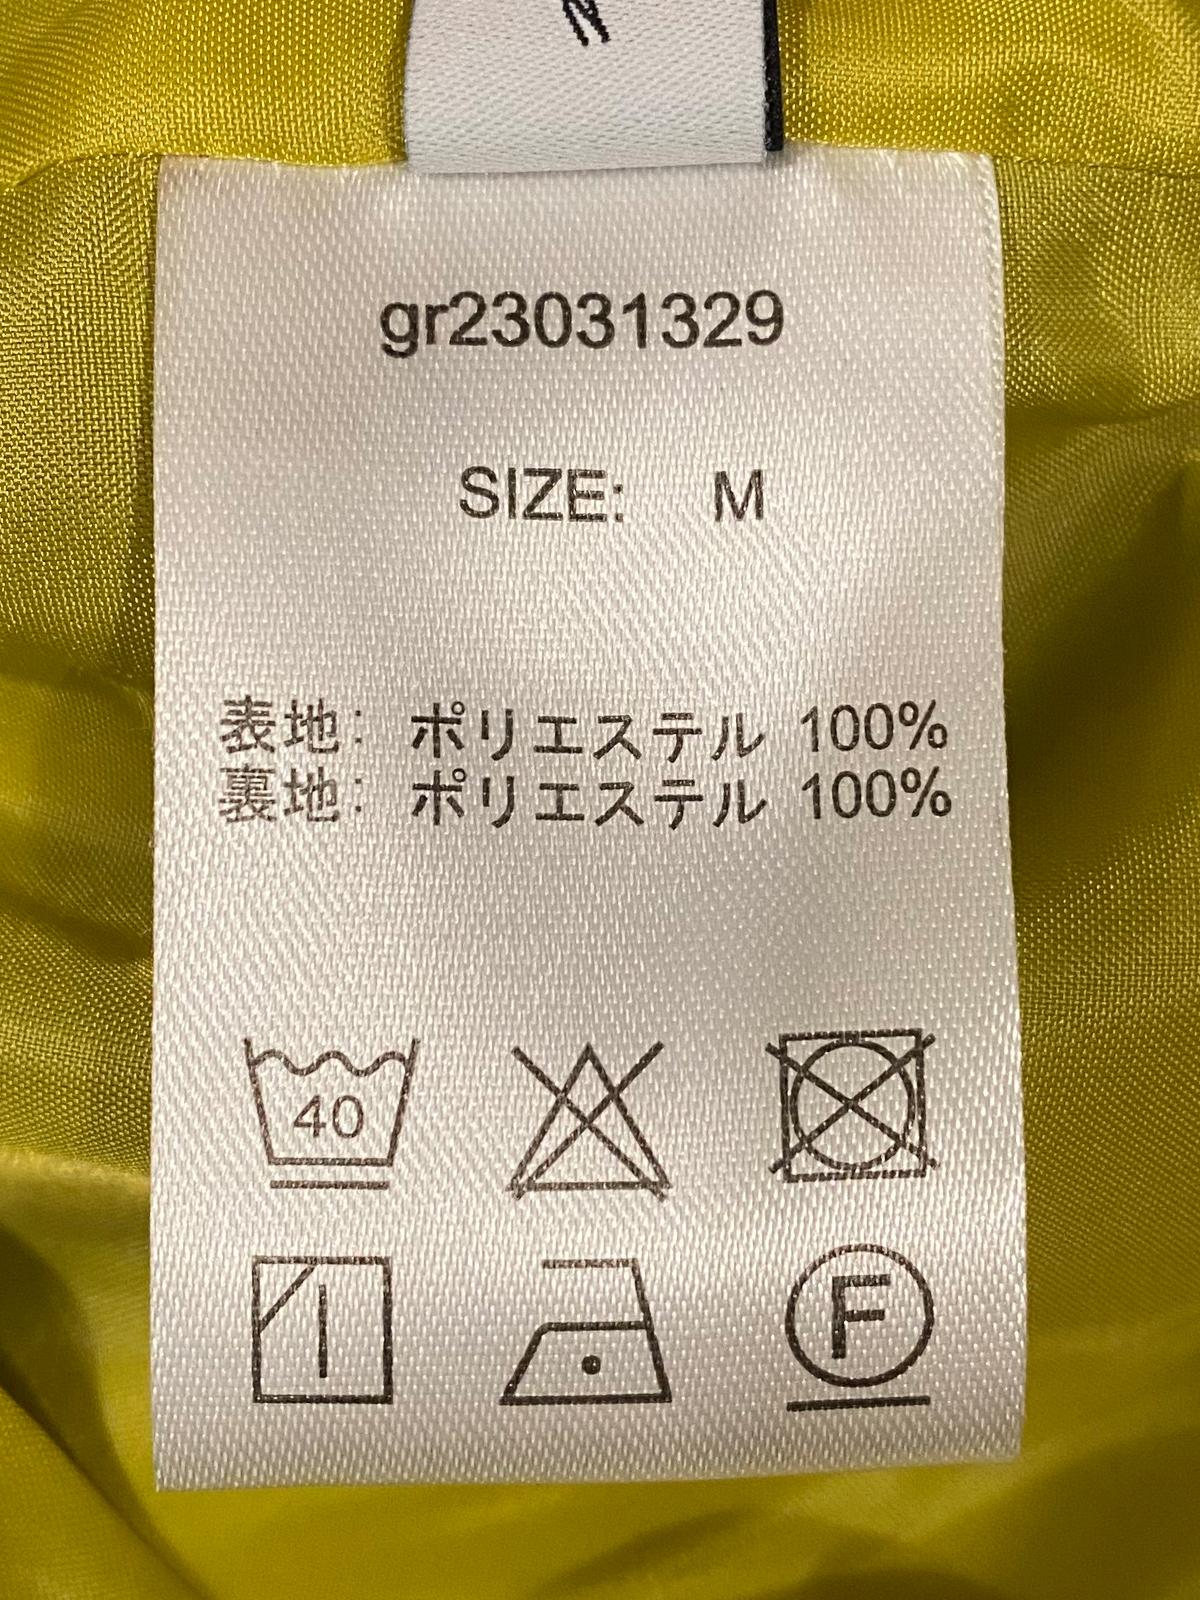 gr23031329
SIZE: M
表地: ポリエステル 100%
裏地: ポリエステル 100%
40
F